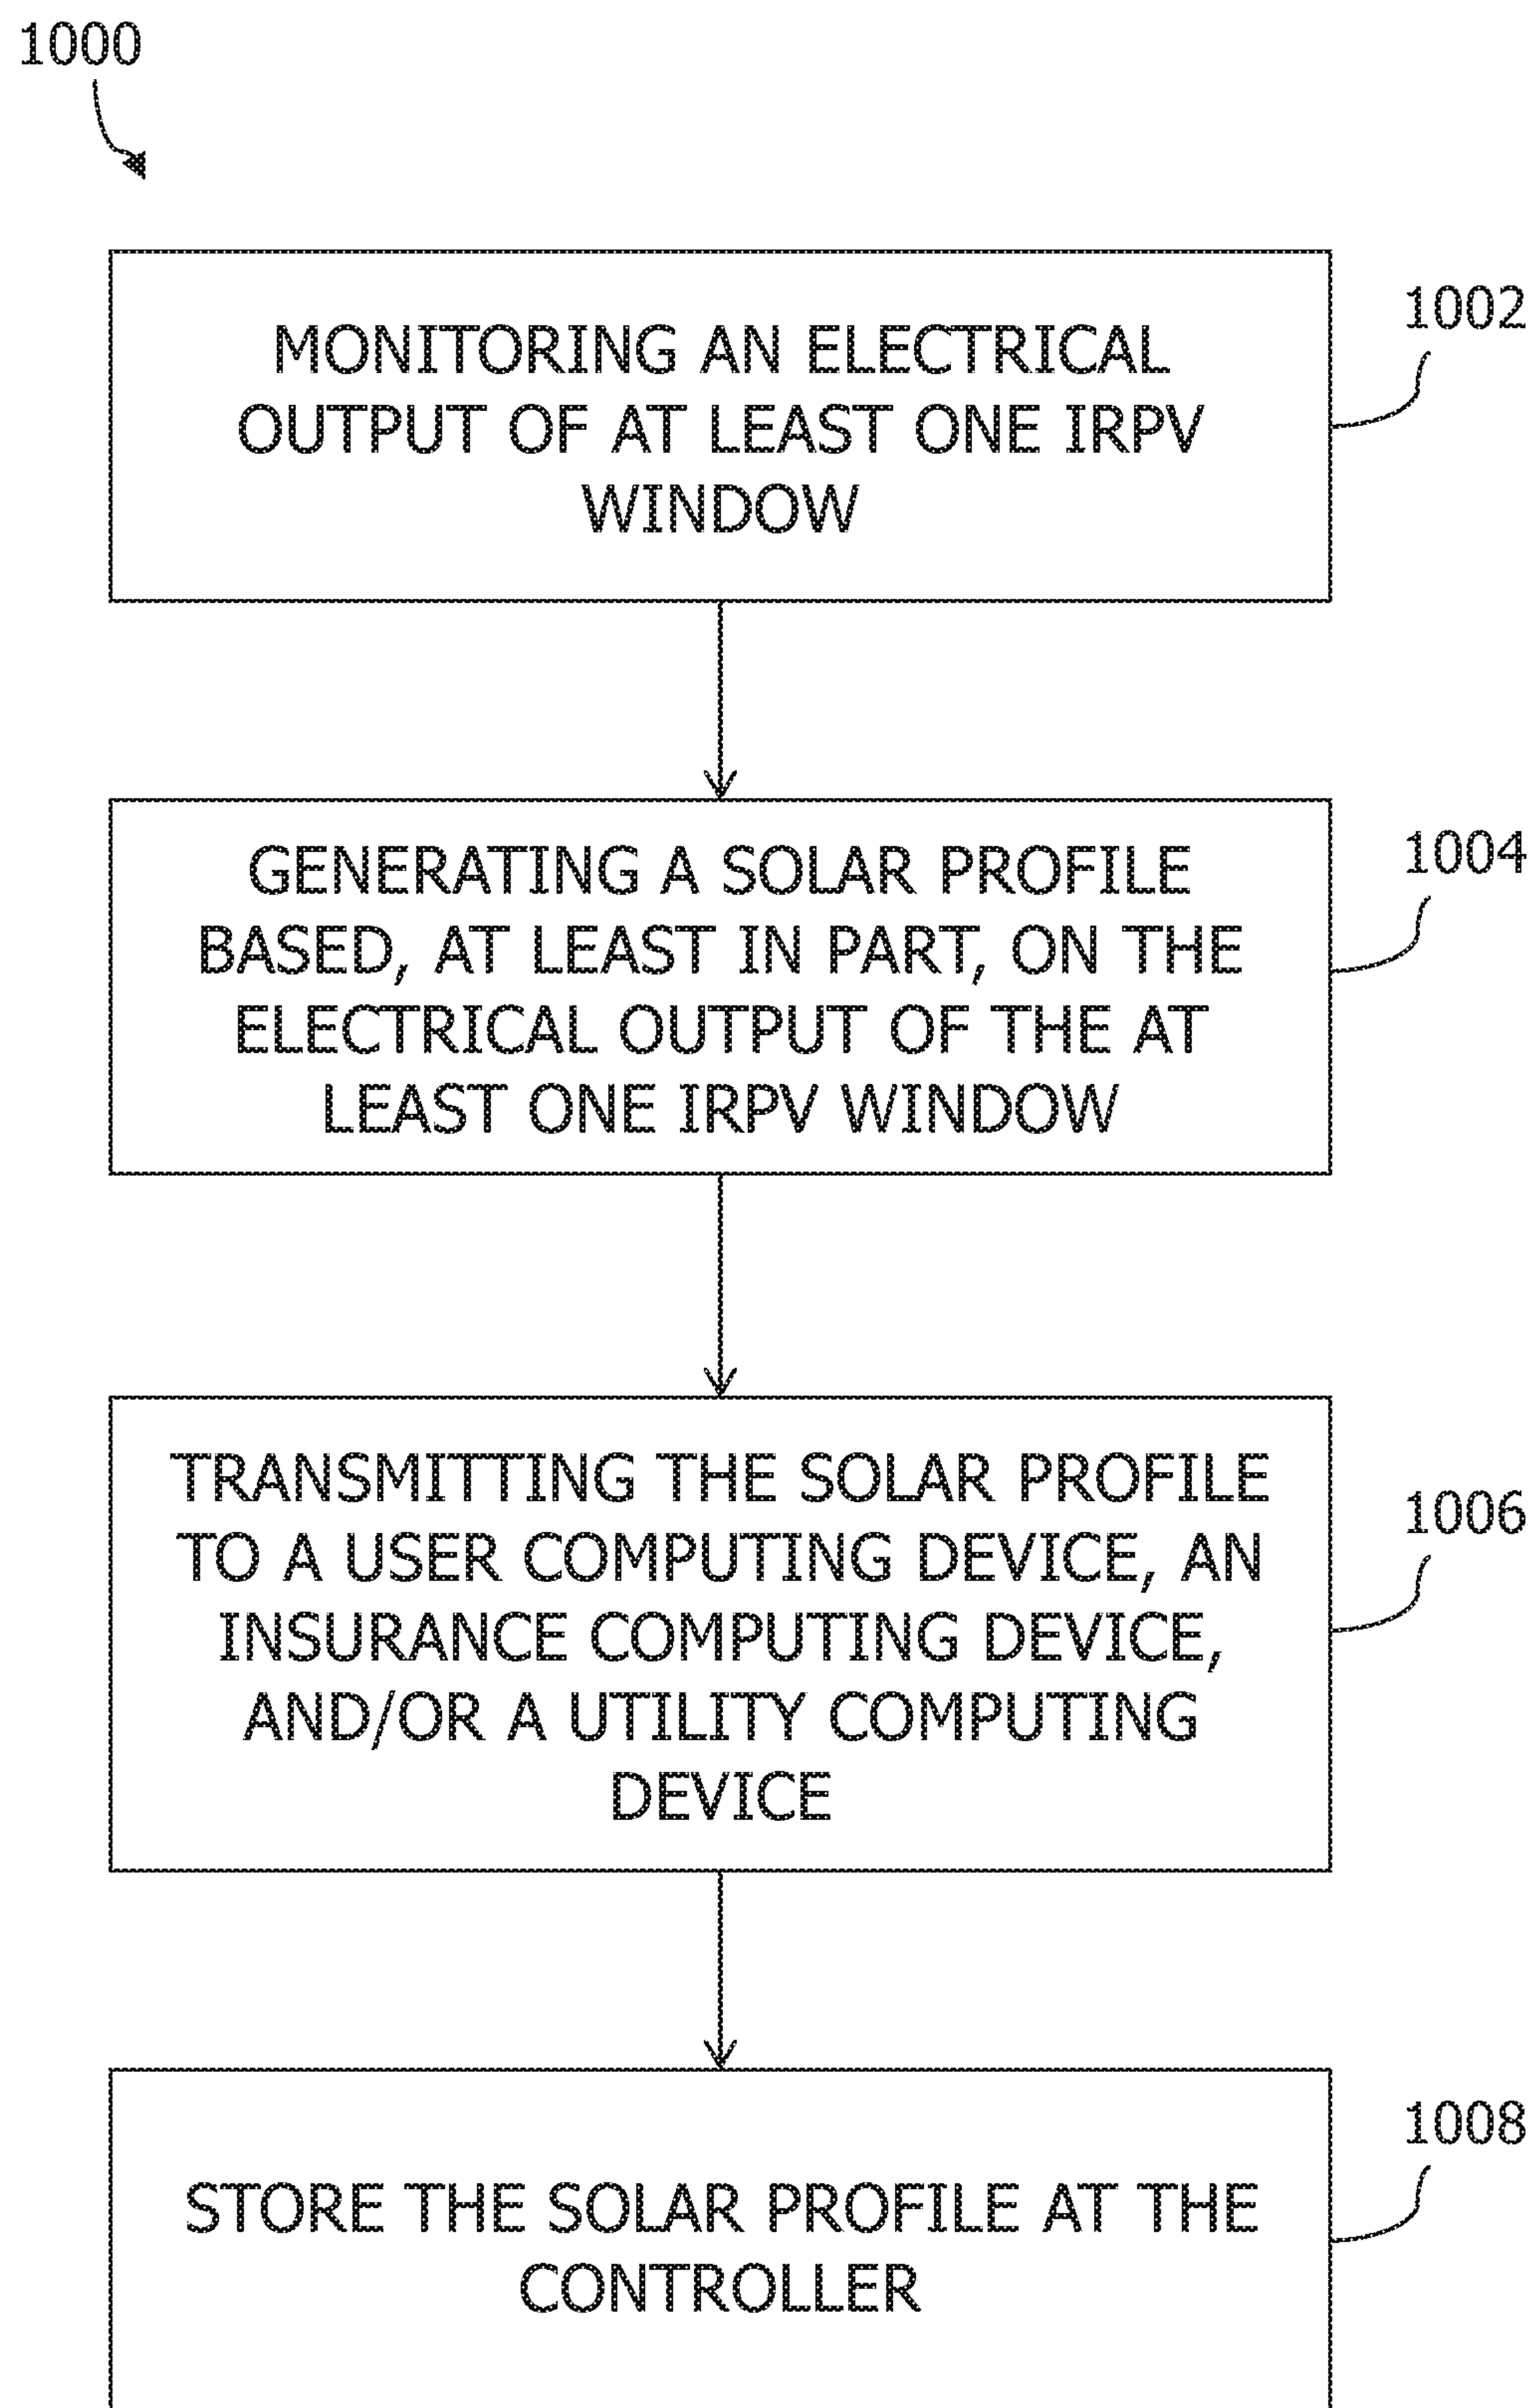 1000
1002
MONITORING AN ELECTRICAL
OUTPUT OF AT LEAST ONE IRPV
WINDOW
1004
GENERATING A SOLAR PROFILE
BASED, AT LEAST IN PART, ON THE
ELECTRICAL OUTPUT OF THE AT
LEAST ONE IRPV WINDOW
1006
TRANSMITTING THE SOLAR PROFILE
TO A USER COMPUTING DEVICE, AN
INSURANCE COMPUTING DEVICE,
AND/OR A UTILITY COMPUTING
DEVICE
1008
STORE THE SOLAR PROFILE AT THE
CONTROLLER